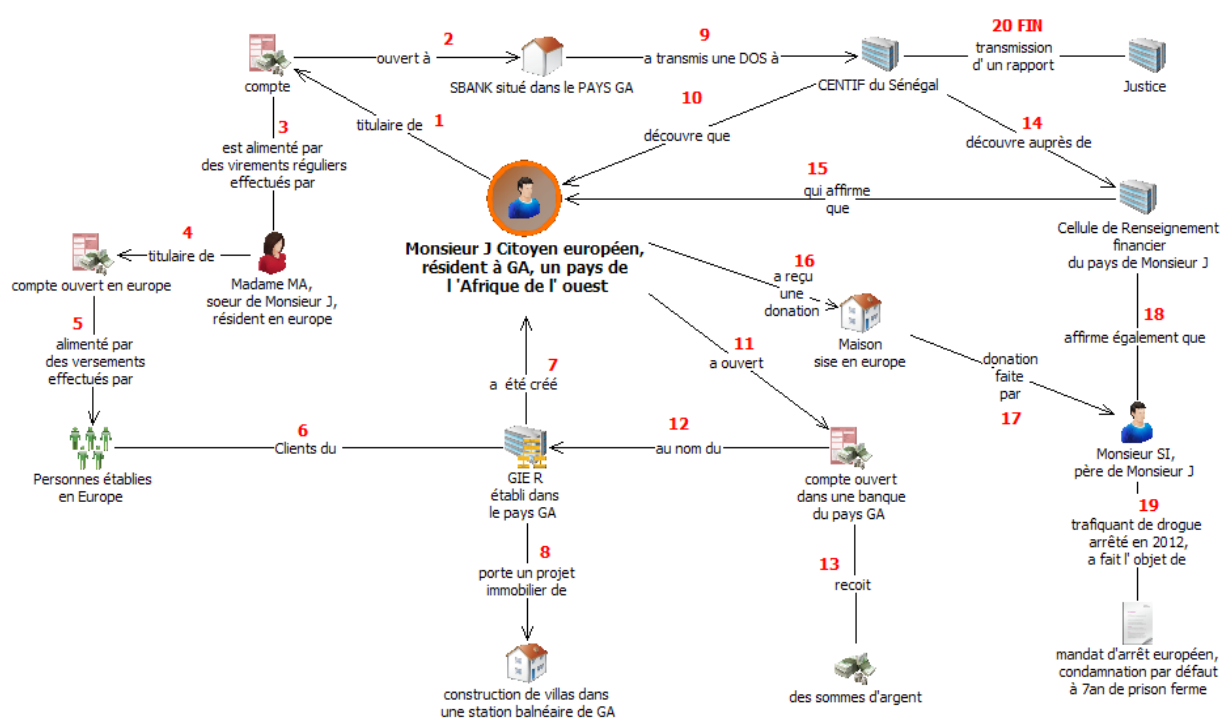 20 FIN
2
9
ouvert à
a transmis une DOS à
transmission
d' un rapport
compte
SBANK situé dans le PAYS GA
CENTIF du Sénégal
Justice
10
1
titulaire de
3
découvre que
14
découvre auprès de
est alimenté par
des virements réguliers
effectués par
15
qui affirme
que
4
titulaire de
Monsieur J Citoyen européen,
résident à GA, un pays de
l 'Afrique de l' ouest
Cellule de Renseignement
financier
du pays de Monsieur J
compte ouvert en europe
Madame MA,
soeur de Monsieur J,
résident en europe
16
a reçu
une
donation
5
alimenté par
des versements
effectués par
18
affirme également que
11
a ouvert
Maison
sise en europe
donation
faite
par
17
7
a été créé
6
Clients du
12
au nom du
Personnes établies
en Europe
GIE R
établi dans
le pays GA
compte ouvert
dans une banque
du pays GA
Monsieur SI,
père de Monsieur J
19
trafiquant de drogue
arrêté en 2012,
a fait l' objet de
8
porte un projet
immobilier de
13
recoit
mandat d'arrêt européen,
condamnation par défaut
à 7an de prison ferme
construction de villas dans
une station balnéaire de GA
des sommes d'argent